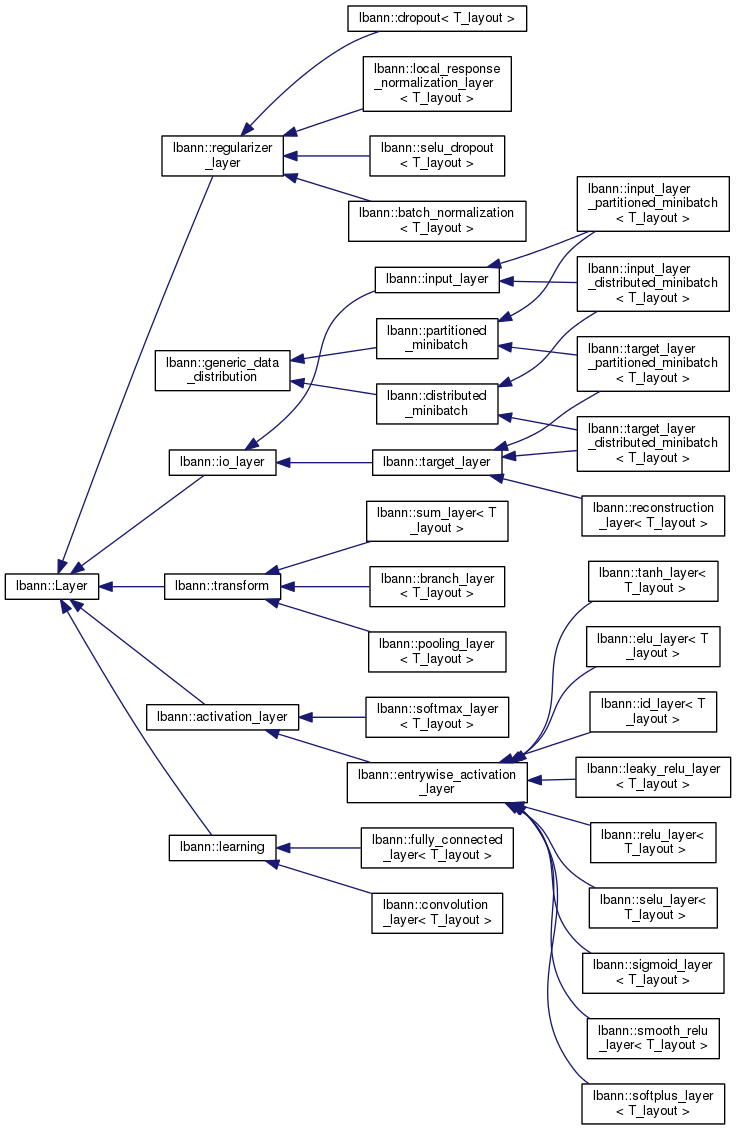 lbann::dropout< T_layout >
lbann::local_response
_normalization_layer
< T_layout >
lbann::regularizer
_layer
lbann::selu_dropout
< T_layout >
lbann::batch_normalization
< T_layout >
lbann::input_layer
_partitioned_minibatch
< T_layout >
lbann::input_layer
lbann::input_layer
_distributed_minibatch
< T_layout >
lbann::partitioned
_minibatch
lbann::generic_data
_distribution
lbann::target_layer
_partitioned_minibatch
< T_layout >
lbann::distributed
_minibatch
lbann::target_layer
_distributed_minibatch
< T_layout >
lbann::io_layer
lbann::target_layer
lbann::reconstruction
_layer< T_layout >
lbann::sum_layer< T
_layout >
lbann::Layer
lbann::transform
lbann::branch_layer
< T_layout >
lbann::tanh_layer<
T_layout >
lbann::pooling_layer
< T_layout >
lbann::elu_layer< T
_layout >
lbann::activation_layer
lbann::softmax_layer
< T_layout >
lbann::id_layer< T
_layout >
lbann::entrywise_activation
_layer
lbann::leaky_relu_layer
< T_layout >
lbann::learning
lbann::fully_connected
_layer< T_layout >
lbann::relu_layer<
T_layout >
lbann::convolution
_layer< T_layout >
lbann::selu_layer<
T_layout >
lbann::sigmoid_layer
< T_layout >
lbann::smooth_relu
_layer< T_layout >
lbann::softplus_layer
< T_layout >